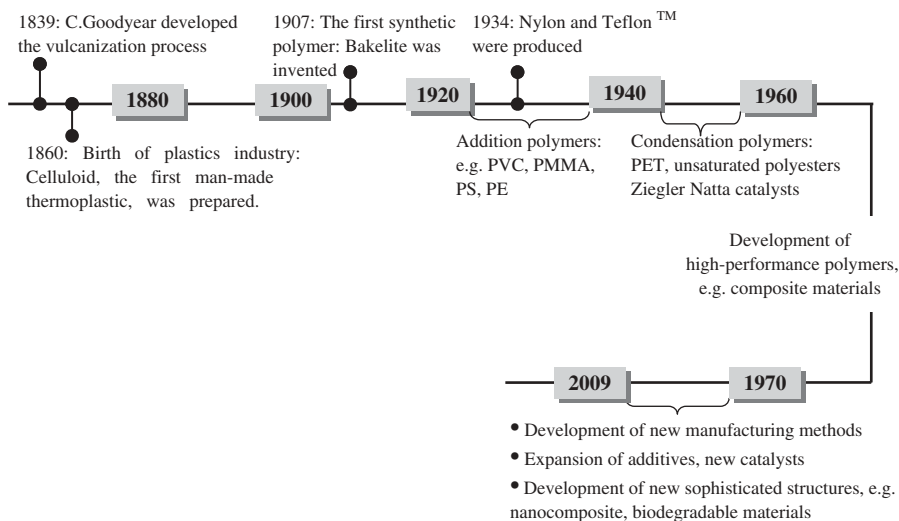 1839: C.Goodyear developed
the vulcanization process
1907: The first synthetic
polymer: Bakelite was
invented
1934: Nylon and Teflon TM
were produced
1880
1900
1920
1940
1960
1860: Birth of plastics industry:
Celluloid, the first man-made
thermoplastic, was prepared.
Addition polymers:
e.g. PVC, PMMA,
PS, PE
Condensation polymers:
PET, unsaturated polyesters
Ziegler Natta catalysts
Development of
high-performance polymers,
e.g. composite materials
2009
1970
• Development of new manufacturing methods
• Expansion of additives, new catalysts
• Development of new sophisticated structures, e.g.
nanocomposite, biodegradable materials